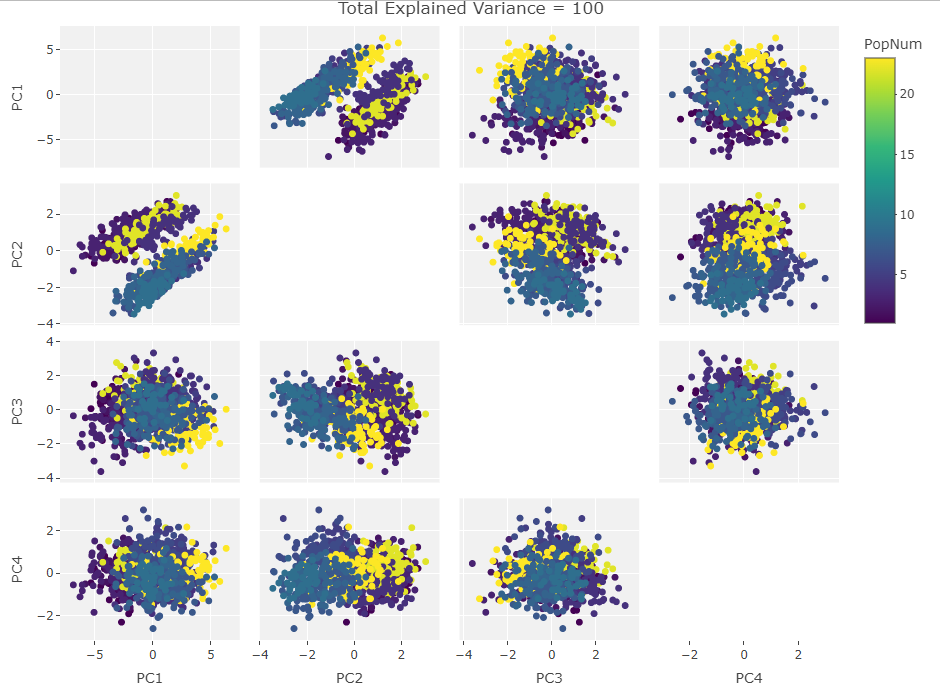 Total Explained Variance = 100
PopNum
5
0
−5
PC1
20
15
10
5
2
0
−2
−4
PC2
4
2
0
−2
−4
PC3
2
0
−2
PC4
−5 0 5 −4 −2 0 2 −4 −2 0 2 −2 0 2
PC1 PC2 PC3 PC4